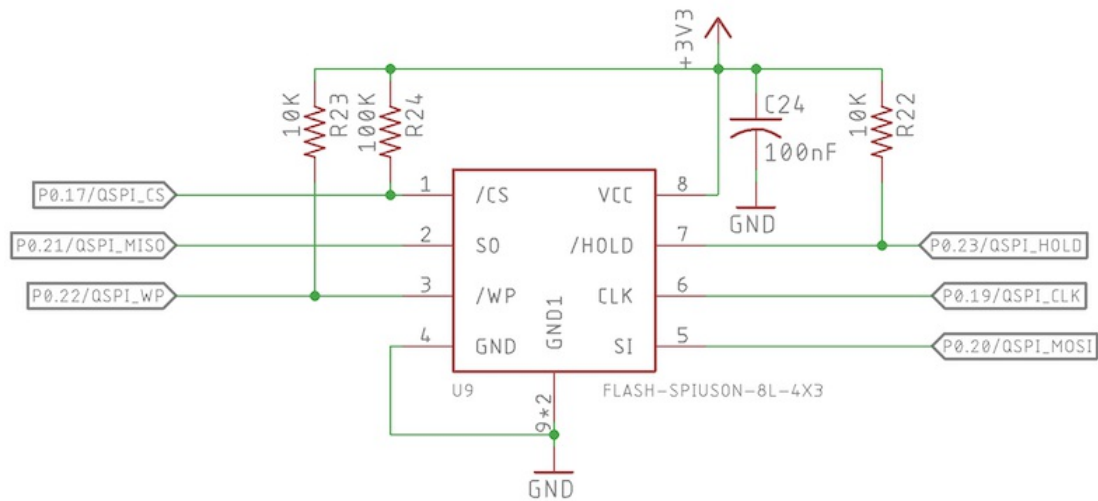 +3V3
10K
R23
100K
R24
C24
100nF
10K
R22
GND
P0.17/QSPI_CS
1
/CS
VCC
8
P0.21/QSPI_MISO
2
SO
/HOLD
7
P0.23/QSPI_HOLD
P0.22/QSPI_WP
3
/WP
CLK
6
P0.19/QSPI_CLK
4
GND
GND1
SI
5
P0.20/QSPI_MOSI
U9
9*2
FLASH-SPIUSON-8L-4X3
GND